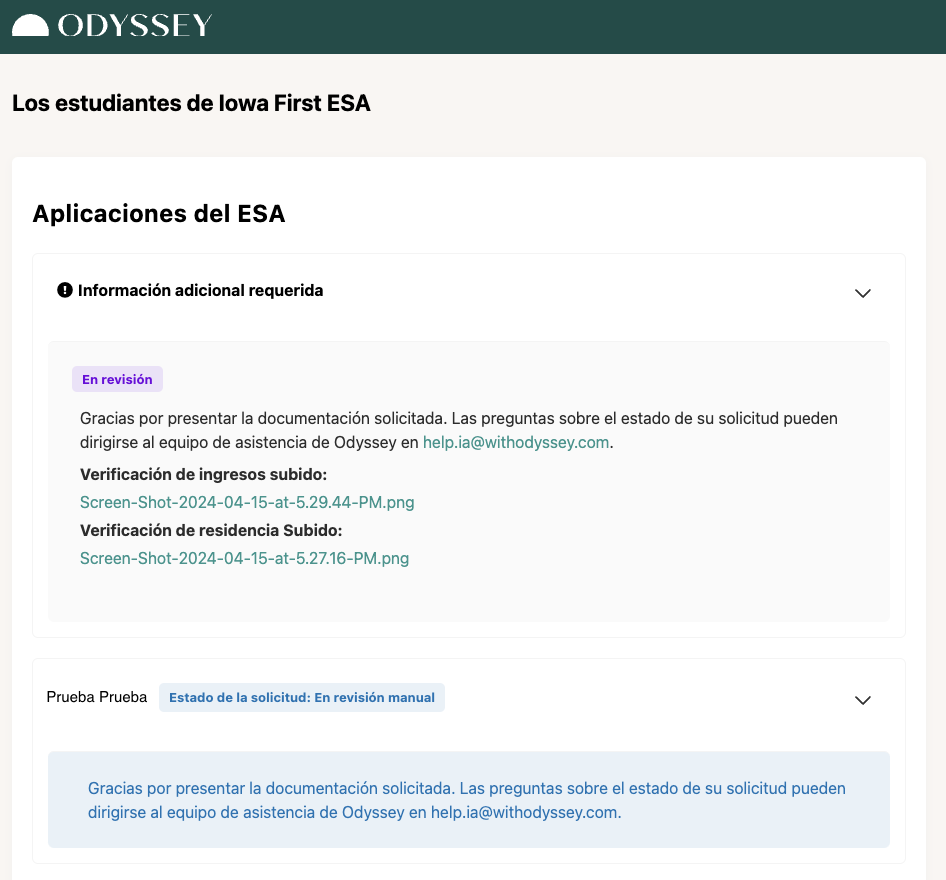 ODYSSEY
Los estudiantes de Iowa First ESA
Aplicaciones del ESA
Información adicional requerida
En revisión
Gracias por presentar la documentación solicitada. Las preguntas sobre el estado de su solicitud pueden
dirigirse al equipo de asistencia de Odyssey en help.ia@withodyssey.com.
Verificación de ingresos subido:
Screen-Shot-2024-04-15-at-5.29.44-PM.png
Verificación de residencia Subido:
Screen-Shot-2024-04-15-at-5.27.16-PM.png
Prueba Prueba Estado de la solicitud: En revisión manual
Gracias por presentar la documentación solicitada. Las preguntas sobre el estado de su solicitud pueden
dirigirse al equipo de asistencia de Odyssey en help.ia@withodyssey.com.